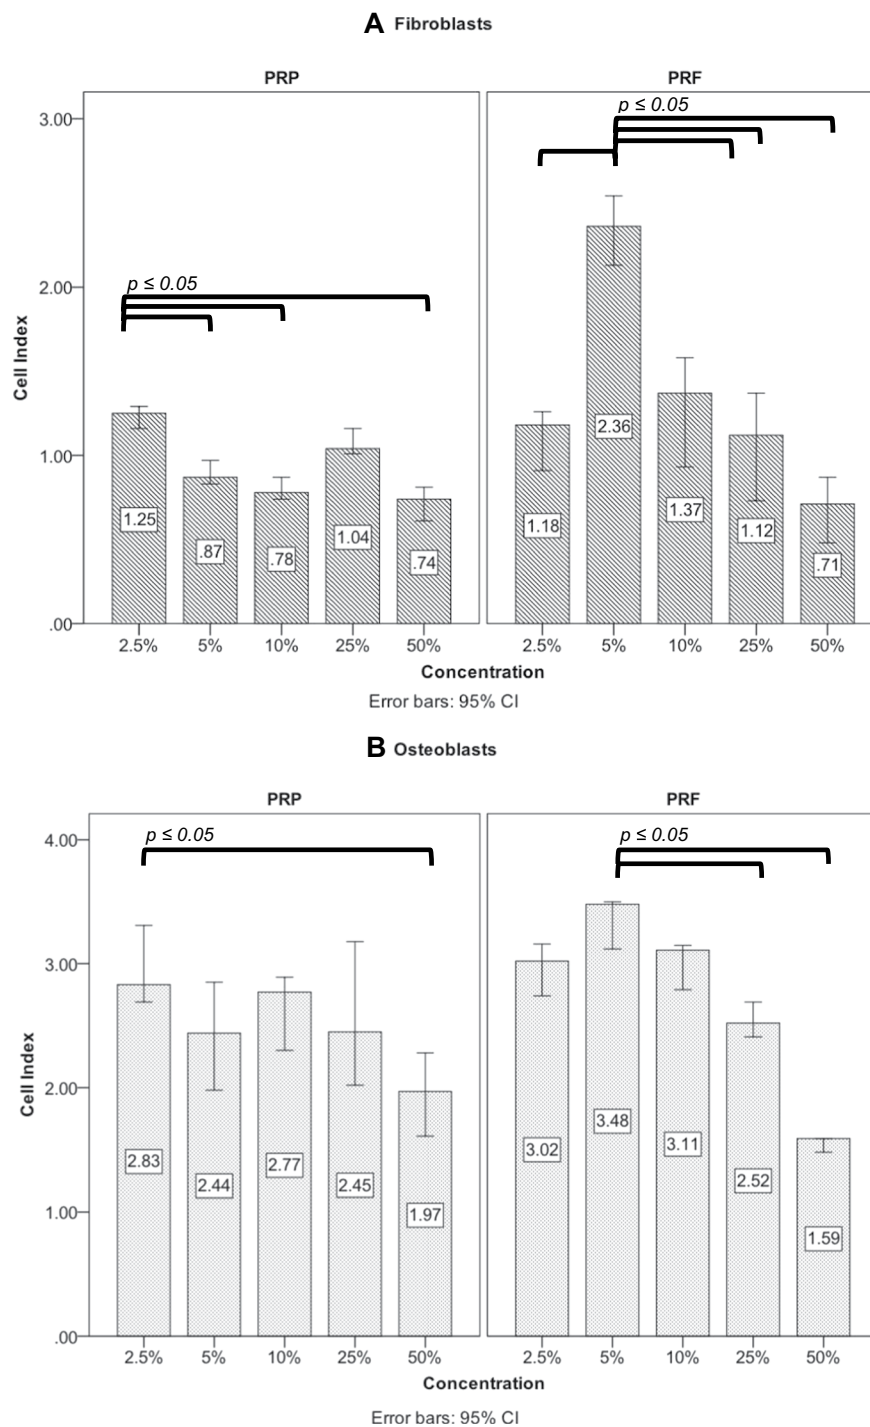 A Fibroblasts
PRP
PRF
p ≤ 0.05
p ≤ 0.05
Cell Index
3.00
2.00
1.00
.00
1.25
.87
.78
1.04
.74
1.18
2.36
1.37
1.12
.71
2.5% 5% 10% 25% 50%
2.5% 5% 10% 25% 50%
Concentration
Error bars: 95% CI
B Osteoblasts
PRP
PRF
p ≤ 0.05
p ≤ 0.05
Cell Index
4.00
3.00
2.00
1.00
.00
2.83
2.44
2.77
2.45
1.97
3.02
3.48
3.11
2.52
1.59
2.5% 5% 10% 25% 50%
2.5% 5% 10% 25% 50%
Concentration
Error bars: 95% CI